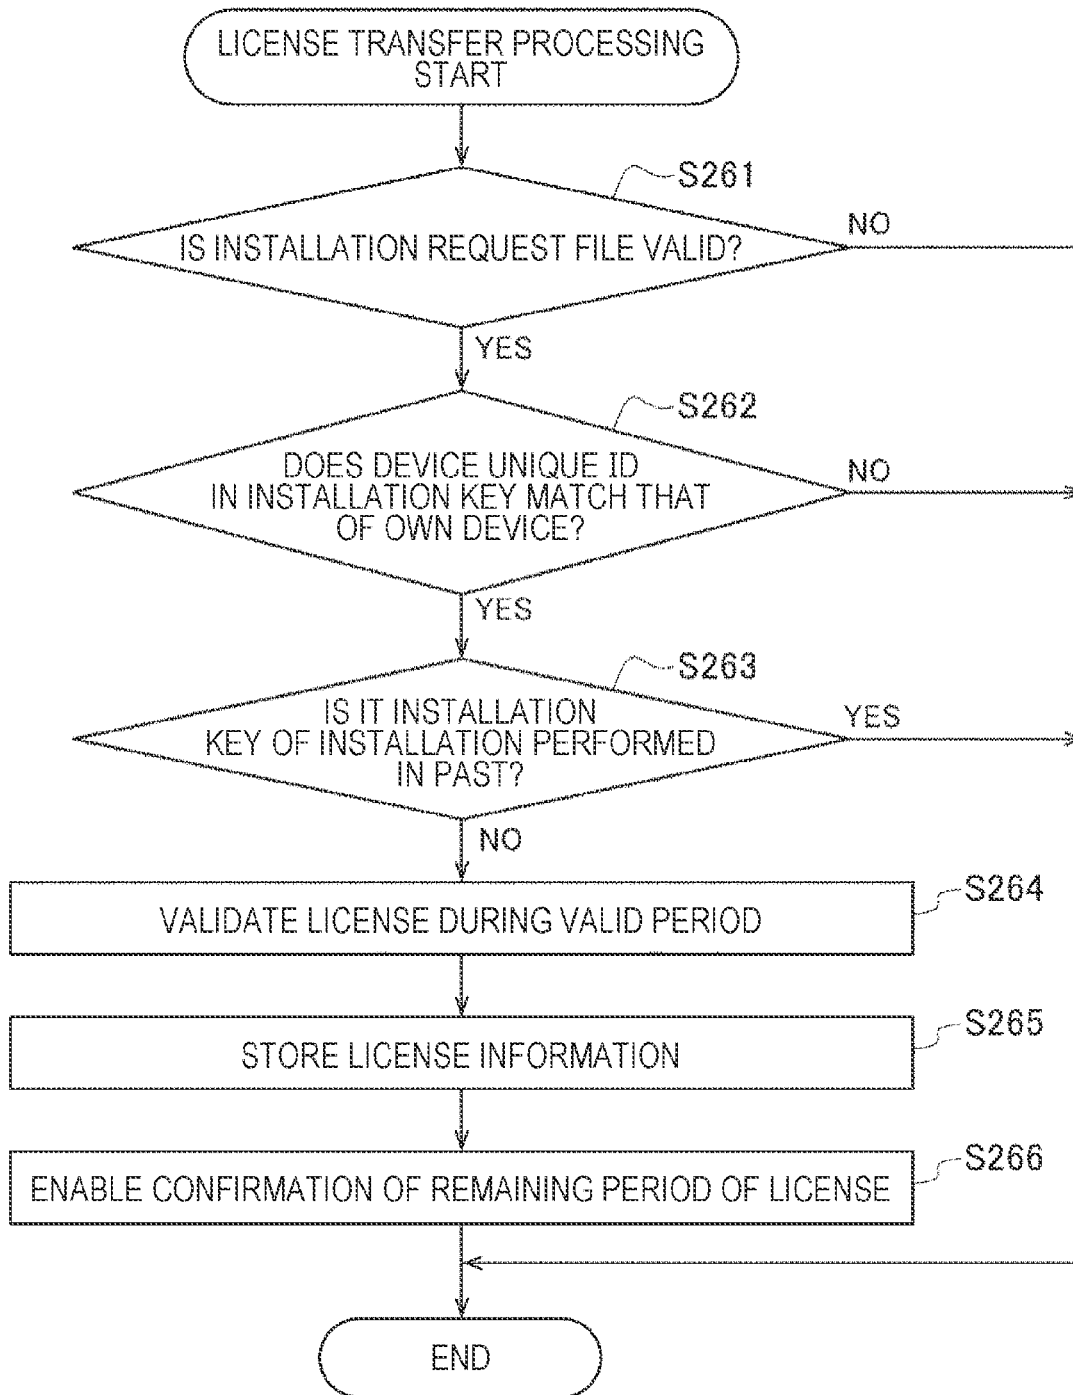 LICENSE TRANSFER PROCESSING
START
S261
NO
IS INSTALLATION REQUEST FILE VALID?
YES
S262
DOES DEVICE UNIQUE ID
IN INSTALLATION KEY MATCH THAT
OF OWN DEVICE?
NO
YES
S263
IS IT INSTALLATION
KEY OF INSTALLATION PERFORMED
IN PAST?
YES
NO
S264
VALIDATE LICENSE DURING VALID PERIOD
S265
STORE LICENSE INFORMATION
S266
ENABLE CONFIRMATION OF REMAINING PERIOD OF LICENSE
END